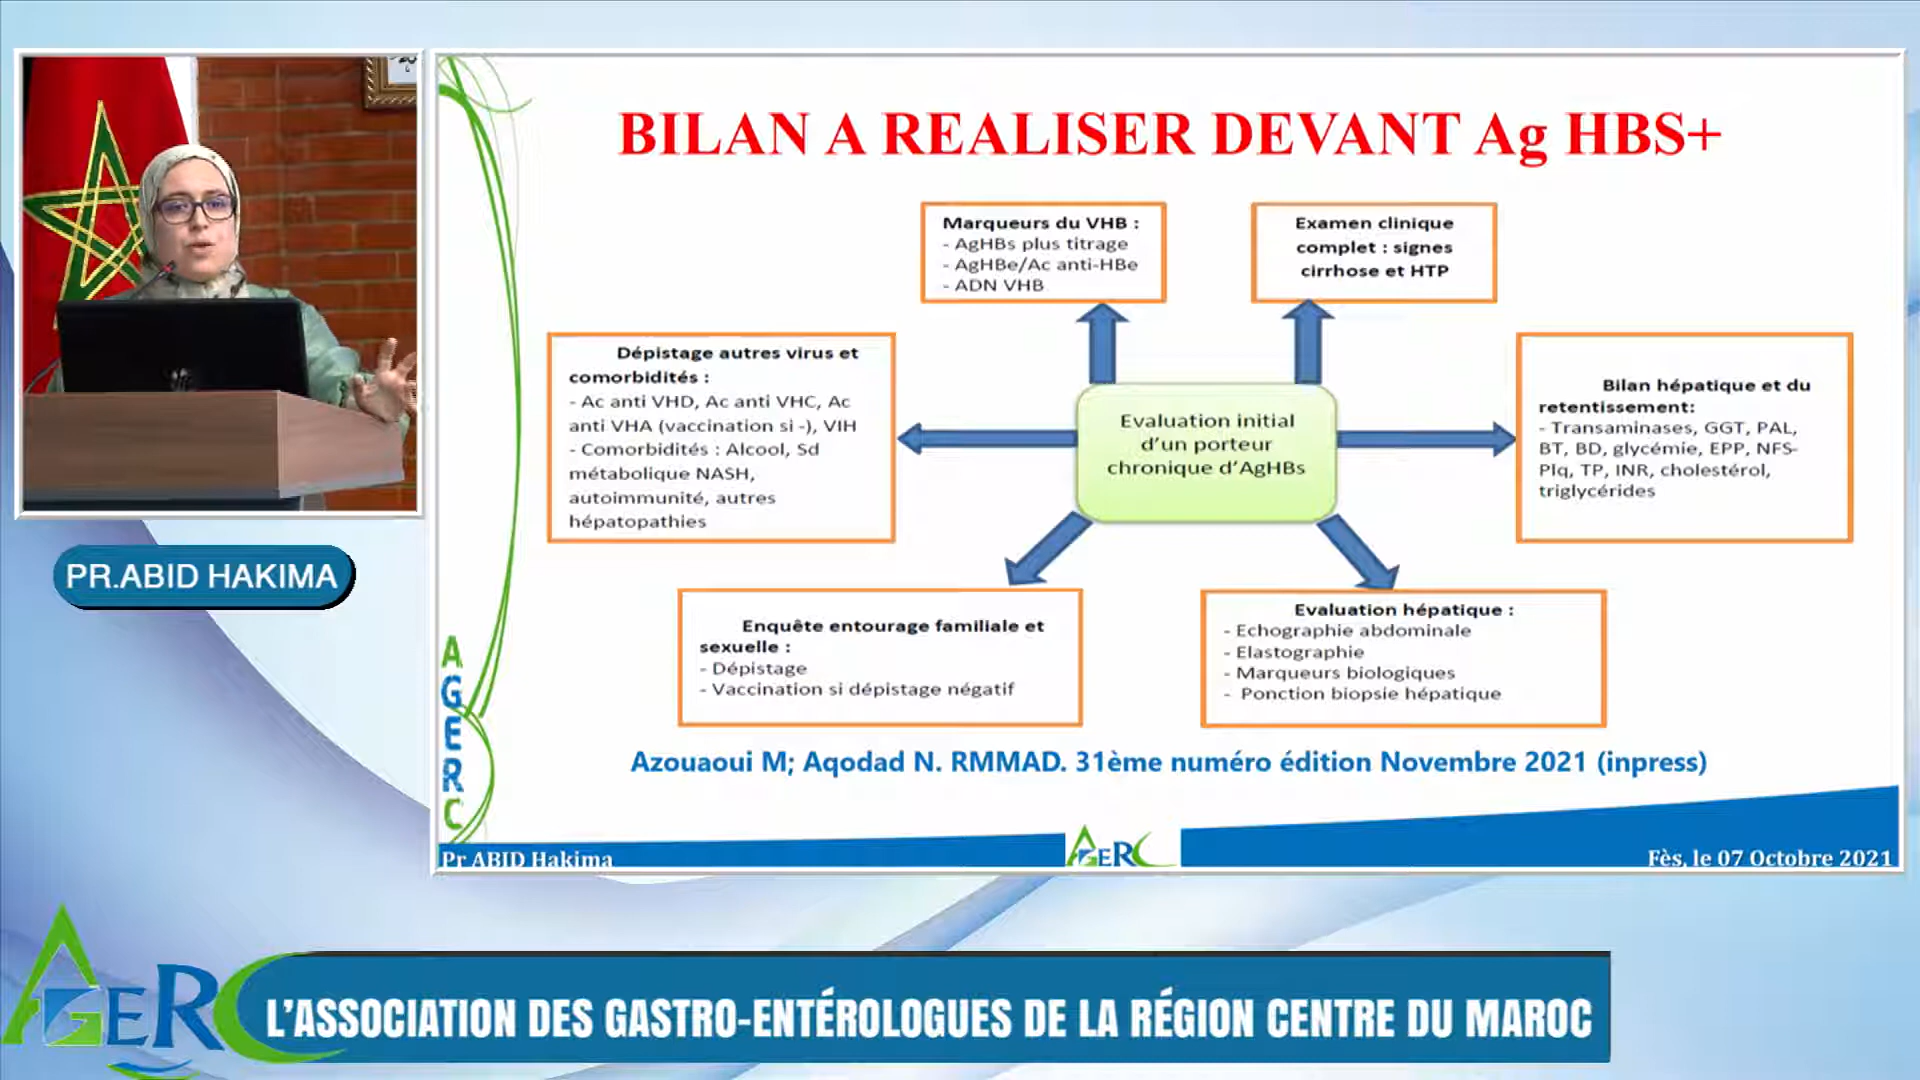 BILAN A REALISER DEVANT Ag HBS+
Marqueurs du VHB :
- AgHBs plus titrage
- AgHBe/Ac anti-HBe
- ADN VHB
Examen clinique
complet : signes
cirrhose et HTP
Dépistage autres virus et
comorbidités :
- Ac anti VHD, Ac anti VHC, Ac
anti VHA (vaccination si -), VIH
- Comorbidités : Alcool, Sd
métabolique NASH,
autoimmunité, autres
hépatopathies
Evaluation initial
d'un porteur
chronique d'AgHBs
Bilan hépatique et du
retentissement:
- Transaminases, GGT, PAL,
BT, BD, glycémie, EPP, NFS-
Plq, TP, INR, cholestérol,
triglycérides
Enquête entourage familiale et
sexuelle :
- Dépistage
- Vaccination si dépistage négatif
Evaluation hépatique :
- Echographie abdominale
- Elastographie
- Marqueurs biologiques
- Ponction biopsie hépatique
Azouaoui M; Aqodad N. RMMAD. 31ème numéro édition Novembre 2021 (inpress)
AGERC
Pr ABID Hakima
AGERC
Fès, le 07 Octobre 2021
PR.ABID HAKIMA
AGERC
L'ASSOCIATION DES GASTRO-ENTÉROLOGUES DE LA RÉGION CENTRE DU MAROC